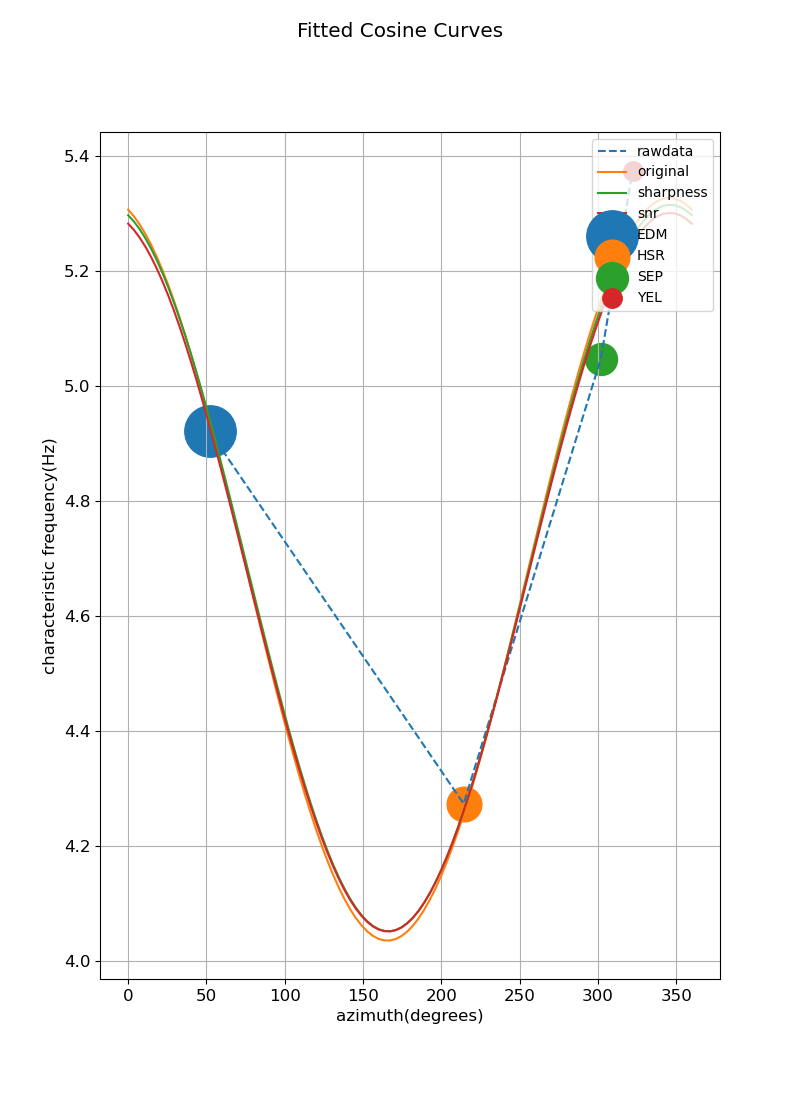 Fitted Cosine Curves
5.4
5.2
5.0
4.8
4.6
4.4
4.2
4.0
characteristic frequency(Hz)
rawdata
original
sharpness
snr
EDM
HSR
SEP
YEL
0 50 100 150 200 250 300 350
azimuth(degrees)